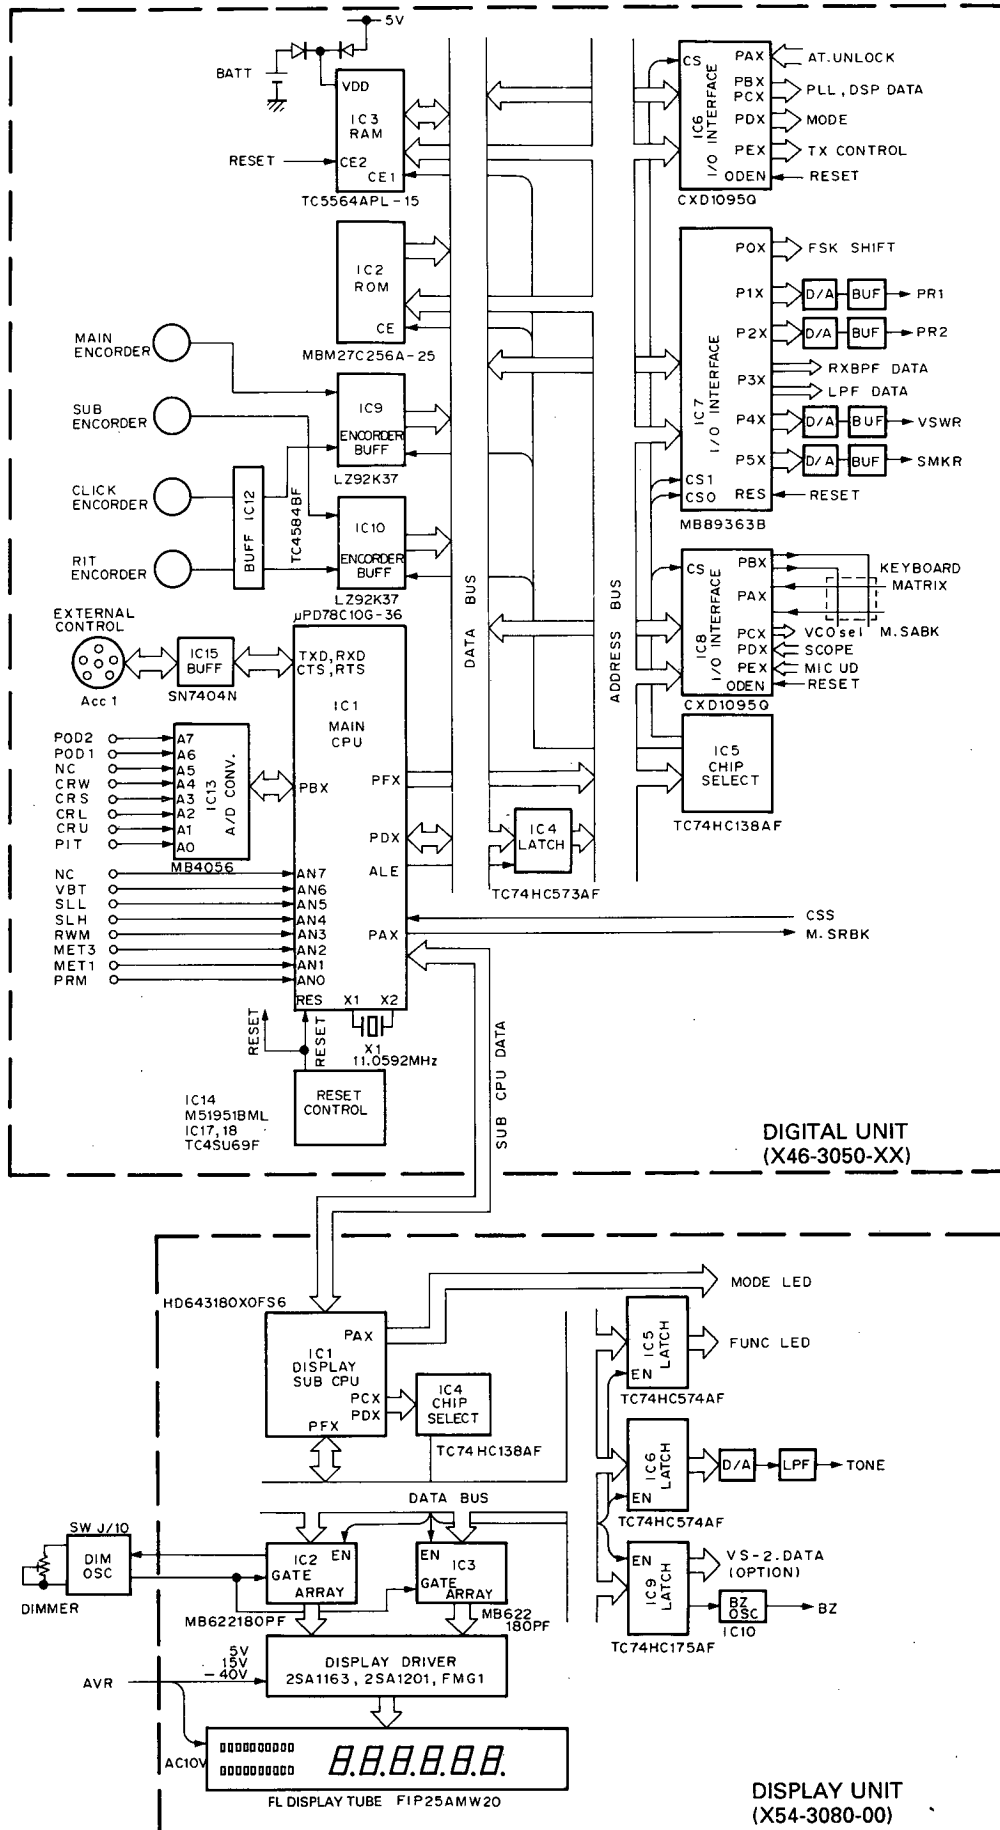 5V
BATT
VDD
IC3
RAM
RESET
CE2
CE1
TC5564APL-15
IC2
ROM
CE
MBM27C256A-25
MAIN
ENCORDER
SUB
ENCORDER
CLICK
ENCORDER
RIT
ENCORDER
BUFF IC12
TC4584BF
IC9
ENCORDER
BUFF
LZ92K37
IC10
ENCORDER
BUFF
LZ92K37
µPD78C10G-36
EXTERNAL
CONTROL
Acc 1
IC15
BUFF
SN7404N
TXD, RXD
CTS, RTS
IC1
MAIN
CPU
POD2
POD1
NC
CRW
CRS
CRL
CRU
PIT
A7
A6
A5
A4
A3
A2
A1
A0
IC13
A/D CONV.
MB4056
PBX
PFX
PDX
ALE
PAX
NC
VBT
SLL
SLH
RWM
MET3
MET1
PRM
AN7
AN6
AN5
AN4
AN3
AN2
AN1
AN0
RES X1 X2
RESET
RESET
X1
11.0592MHz
RESET
CONTROL
IC14
M51951BML
IC17, 18
TC4SU69F
DATA BUS
ADDRESS BUS
IC4
LATCH
TC74HC573AF
CS
IC6
I/O INTERFACE
PAX
PBX
PCX
PDX
PEX
ODEN
AT.UNLOCK
PLL, DSP DATA
MODE
TX CONTROL
RESET
CXD1095Q
IC7
I/O INTERFACE
CS1
CS0
POX
P1X
P2X
P3X
P4X
P5X
RES
FSK SHIFT
D/A BUF PR1
D/A BUF PR2
RXBPF DATA
LPF DATA
D/A BUF VSWR
D/A BUF SMKR
RESET
MB89363B
CS
IC8
I/O INTERFACE
PBX
PAX
PCX
PDX
PEX
ODEN
KEYBOARD
MATRIX
VCOsel M.SABK
SCOPE
MIC UD
RESET
CXD1095Q
IC5
CHIP
SELECT
TC74HC138AF
CSS
M. SRBK
SUB CPU DATA
DIGITAL UNIT
(X46-3050-XX)
HD643180X0FS6
IC1
DISPLAY
SUB CPU
PAX
PCX
PDX
PFX
IC4
CHIP
SELECT
TC74HC138AF
MODE LED
IC5
LATCH
EN
FUNC LED
TC74HC574AF
IC6
LATCH
EN
D/A LPF TONE
TC74HC574AF
DATA BUS
SW J/10
DIM
OSC
DIMMER
IC2
EN
GATE
ARRAY
MB622180PF
EN
IC3
GATE
ARRAY
MB622
180PF
EN
IC9
LATCH
VS-2.DATA
(OPTION)
BZ
OSC
IC10
BZ
TC74HC175AF
5V
15V
-40V
AVR
DISPLAY DRIVER
2SA1163, 2SA1201, FMG1
AC10V
8.8.8.8.8.8.
FL DISPLAY TUBE FIP25AMW20
DISPLAY UNIT
(X54-3080-00)